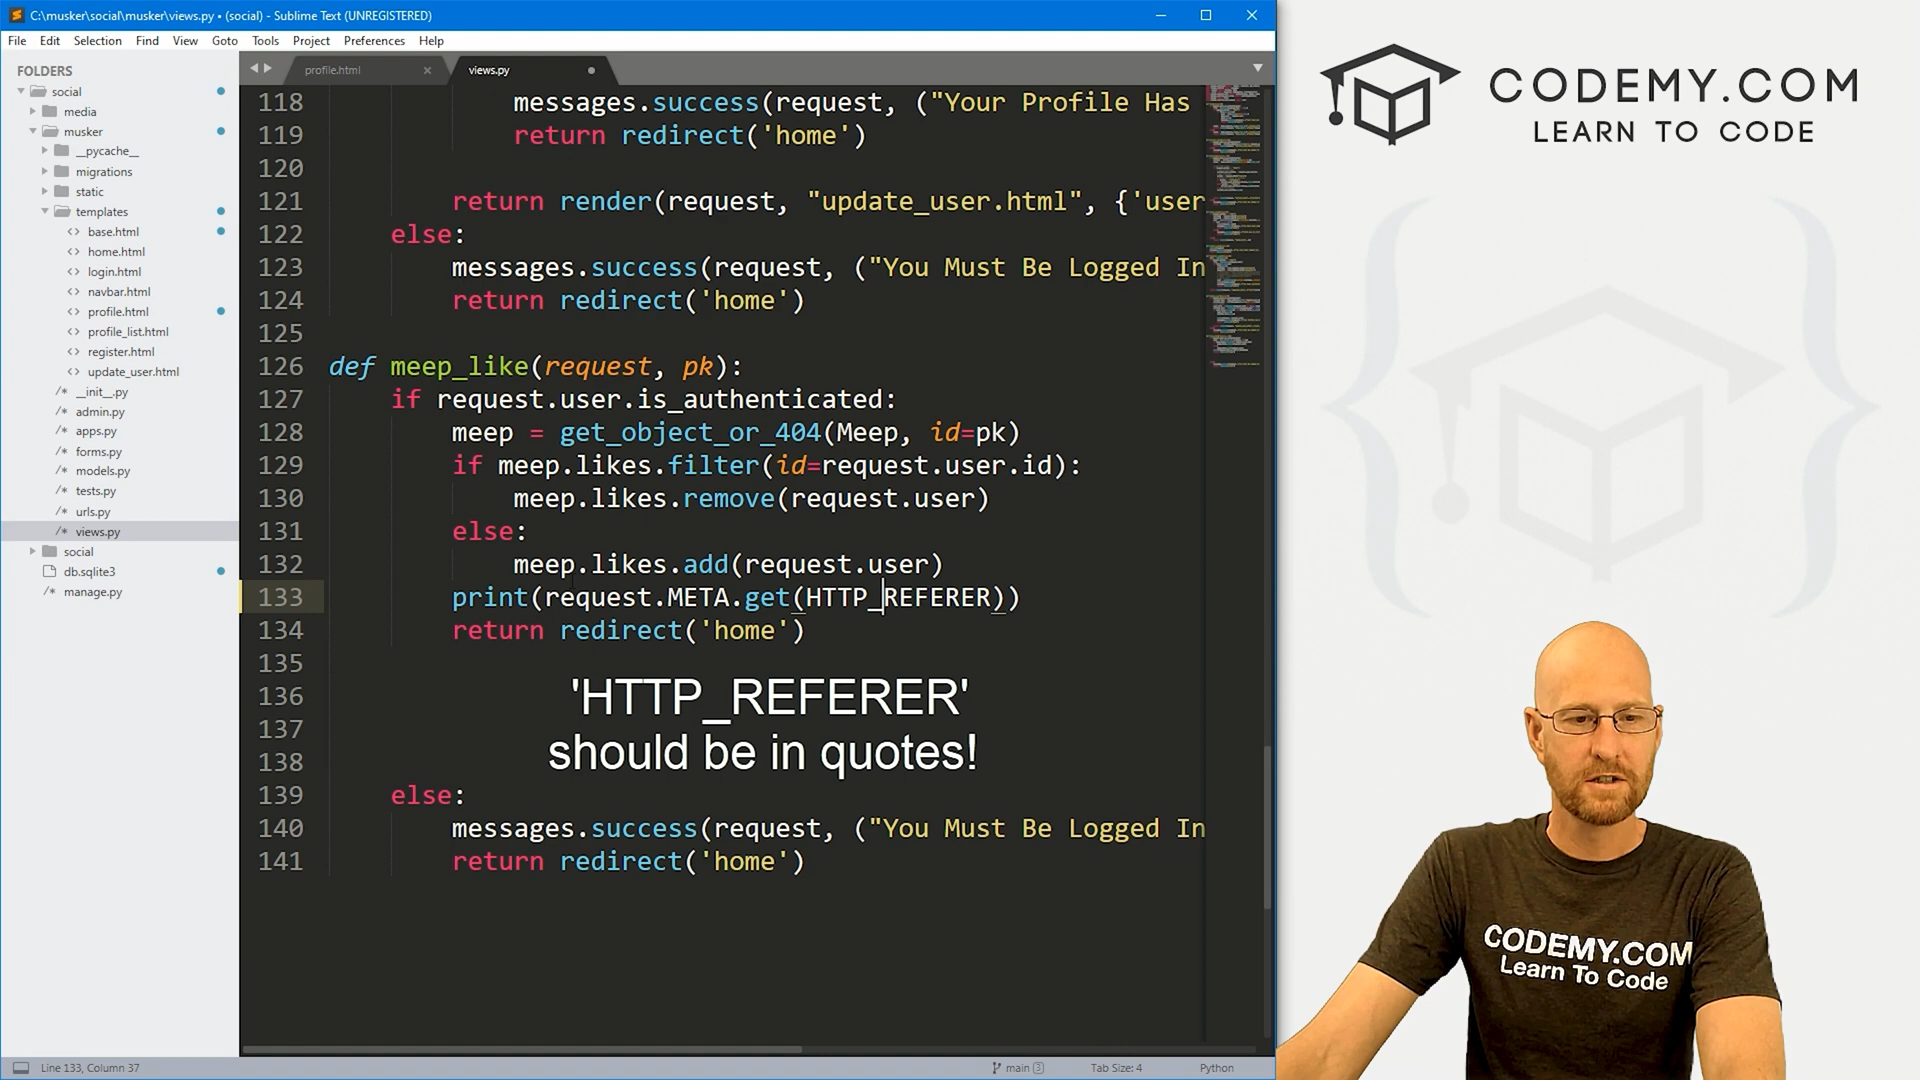 C:\musker\social\musker\views.py • (social) - Sublime Text (UNREGISTERED)
File Edit Selection Find View Goto Tools Project Preferences Help
FOLDERS
social
media
musker
__pycache__
migrations
static
templates
base.html
home.html
login.html
navbar.html
profile.html
profile_list.html
register.html
update_user.html
__init__.py
admin.py
apps.py
forms.py
models.py
tests.py
urls.py
views.py
social
db.sqlite3
manage.py
profile.html views.py
118 messages.success(request, ("Your Profile Has
119 return redirect('home')
120
121 return render(request, "update_user.html", {'user
122 else:
123 messages.success(request, ("You Must Be Logged In
124 return redirect('home')
125
126 def meep_like(request, pk):
127 if request.user.is_authenticated:
128 meep = get_object_or_404(Meep, id=pk)
129 if meep.likes.filter(id=request.user.id):
130 meep.likes.remove(request.user)
131 else:
132 meep.likes.add(request.user)
133 print(request.META.get(HTTP_REFERER))
134 return redirect('home')
135
136
137
138
'HTTP_REFERER'
should be in quotes!
139 else:
140 messages.success(request, ("You Must Be Logged In
141 return redirect('home')
Line 133, Column 37
main 3
Tab Size: 4
Python
CODEMY.COM
LEARN TO CODE
CODEMY.COM
Learn To Code